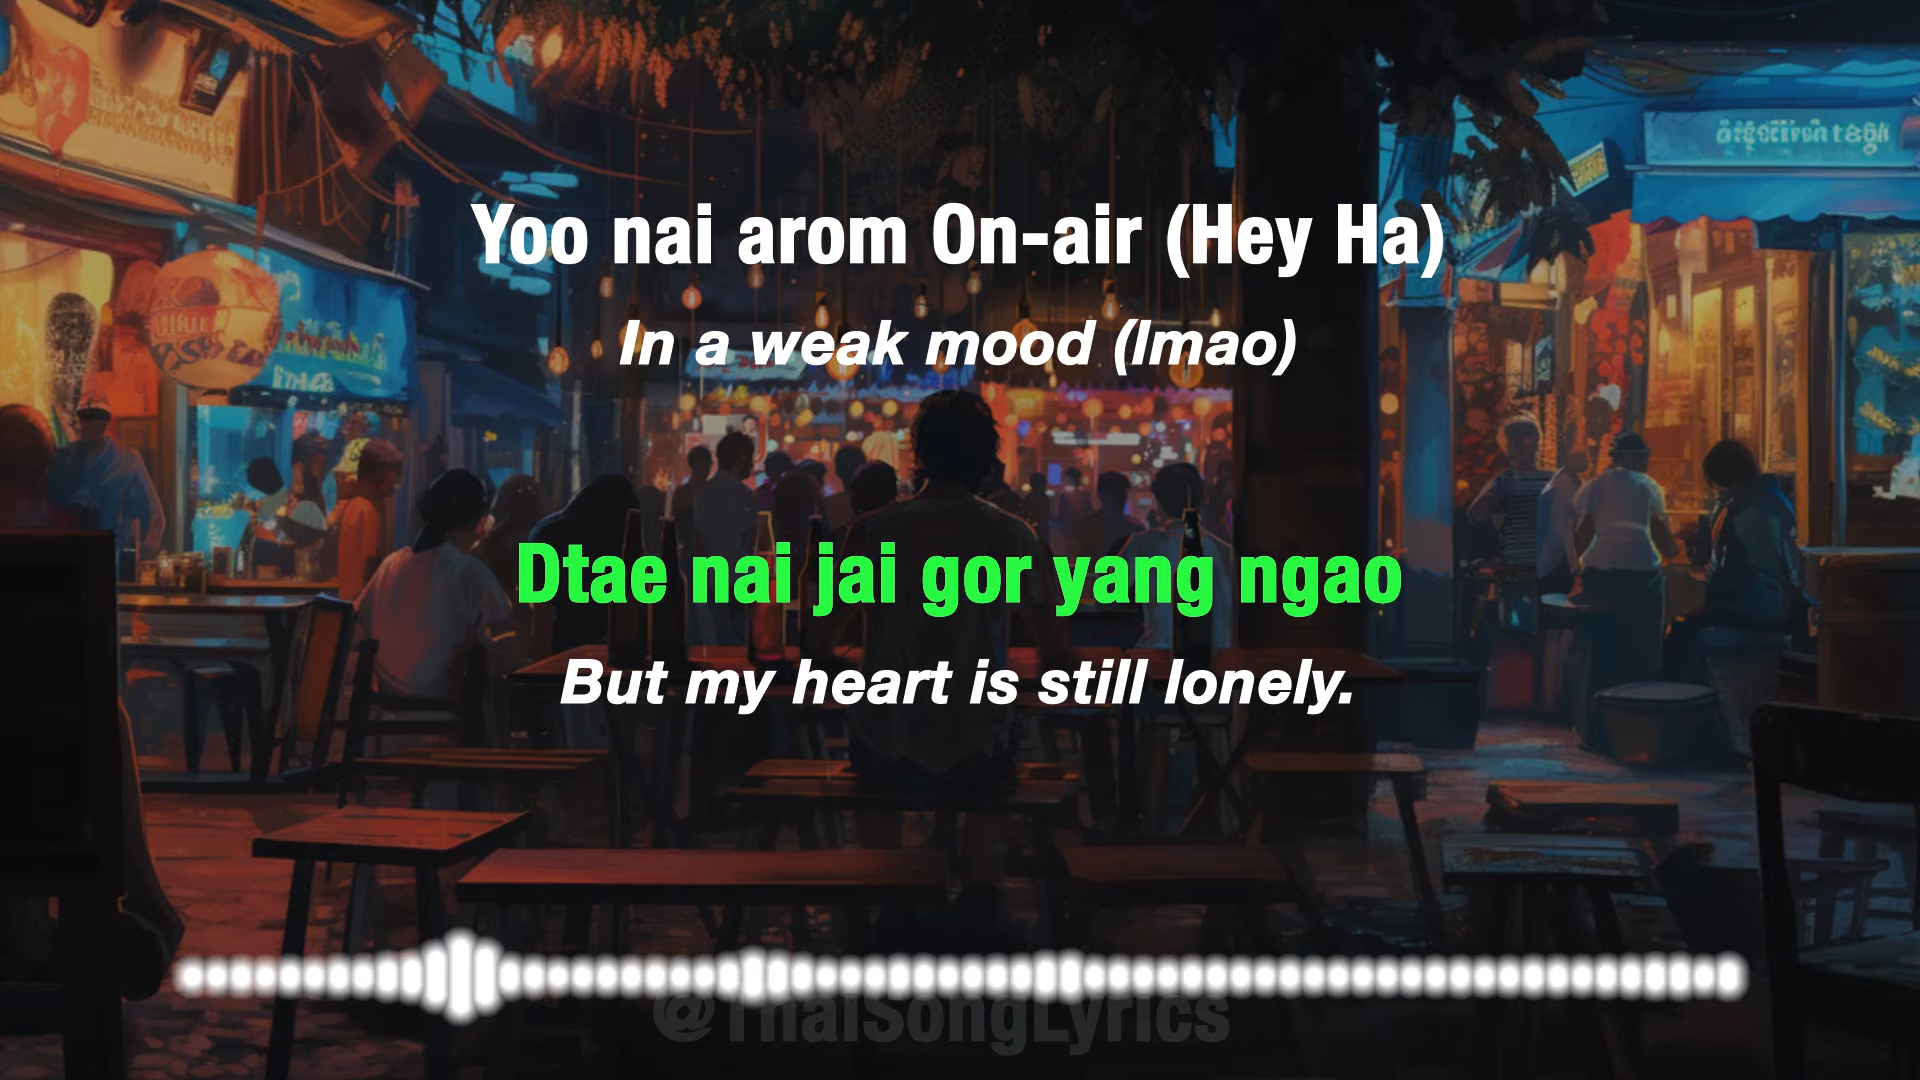 Yoo nai arom On-air (Hey Ha)
In a weak mood (lmao)
Dtae nai jai gor yang ngao
But my heart is still lonely.
@ThaiSongLyrics